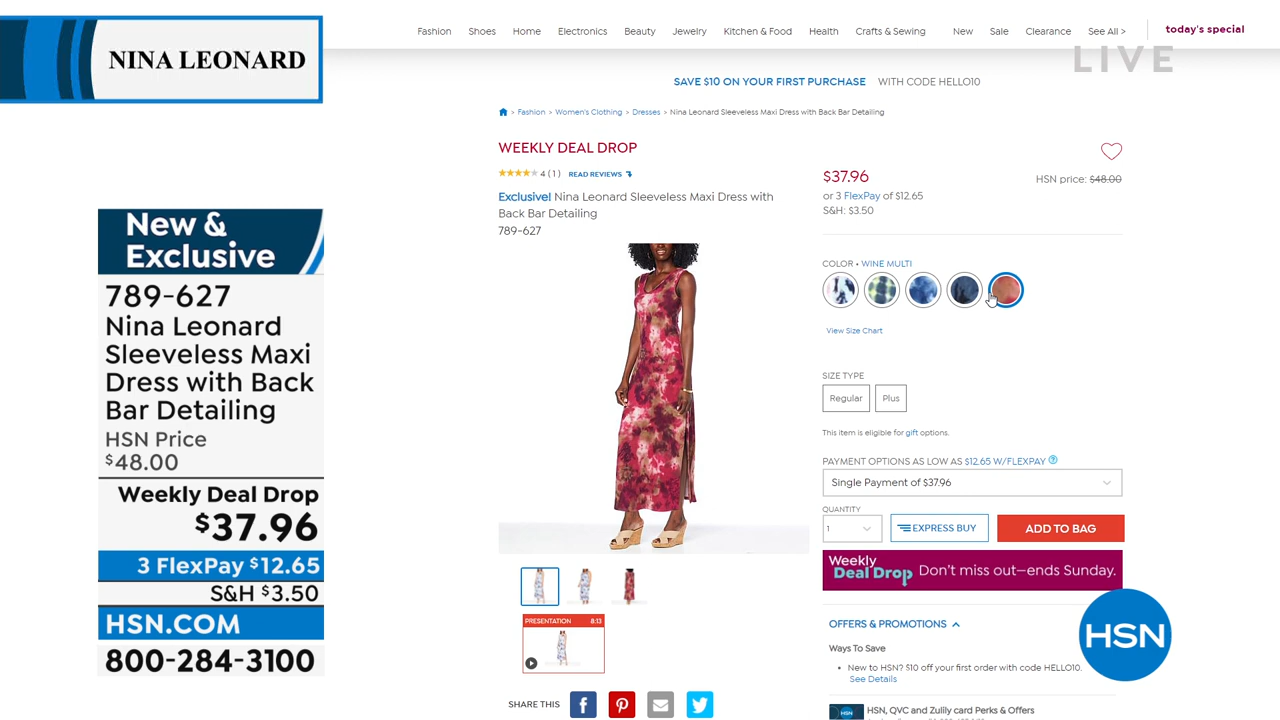 NINA LEONARD
Fashion Shoes Home Electronics Beauty Jewelry Kitchen & Food Health Crafts & Sewing New Sale Clearance See All > today's special
LIVE
SAVE $10 ON YOUR FIRST PURCHASE WITH CODE HELLO10
> Fashion > Women's Clothing > Dresses > Nina Leonard Sleeveless Maxi Dress with Back Bar Detailing
WEEKLY DEAL DROP
4 ( 1 ) READ REVIEWS
Exclusive! Nina Leonard Sleeveless Maxi Dress with
Back Bar Detailing
789-627
$37.96
HSN price: $48.00
or 3 FlexPay of $12.65
S&H: $3.50
COLOR • WINE MULTI
View Size Chart
SIZE TYPE
Regular Plus
This item is eligible for gift options.
PAYMENT OPTIONS AS LOW AS $12.65 W/FLEXPAY ?
Single Payment of $37.96
QUANTITY
1
EXPRESS BUY
ADD TO BAG
Weekly
Deal Drop Don't miss out—ends Sunday.
OFFERS & PROMOTIONS
Ways To Save
• New to HSN? $10 off your first order with code HELLO10.
See Details
HSN, QVC and Zulily card Perks & Offers
PRESENTATION 8:13
SHARE THIS
New &
Exclusive
789-627
Nina Leonard
Sleeveless Maxi
Dress with Back
Bar Detailing
HSN Price
$48.00
Weekly Deal Drop
$37.96
3 FlexPay $12.65
S&H $3.50
HSN.COM
800-284-3100
HSN